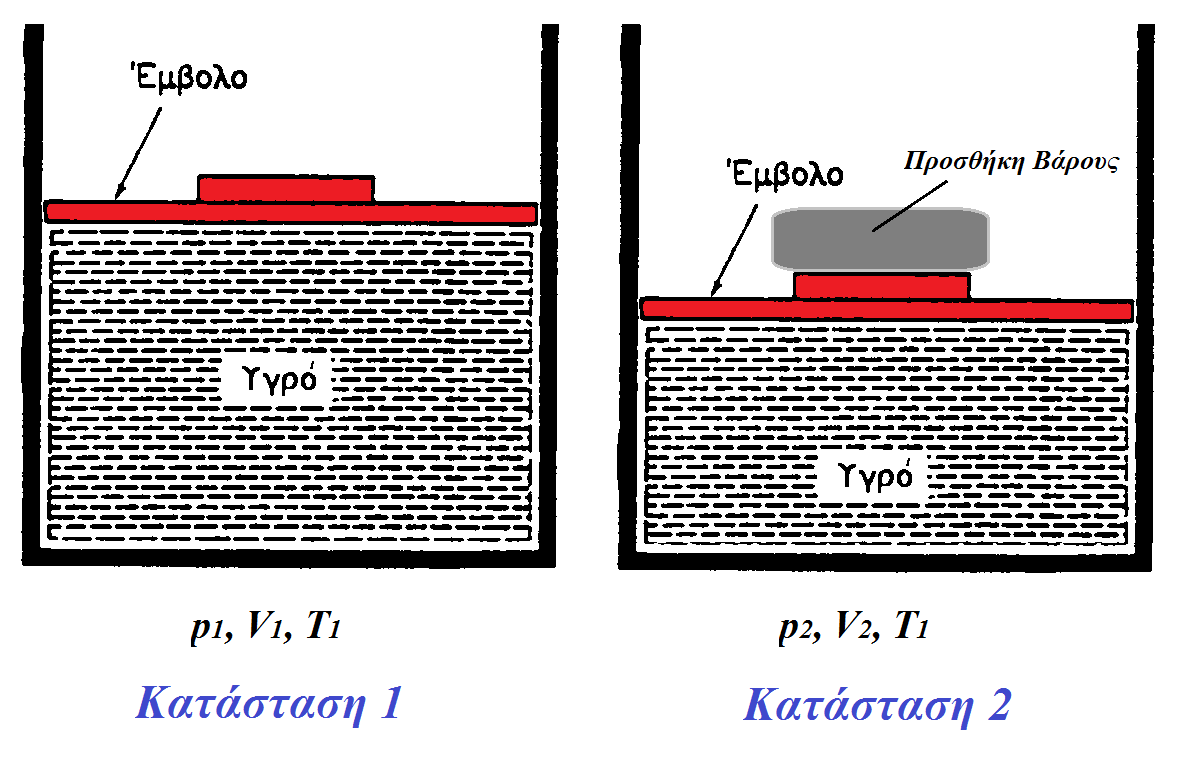 Έμβολο
Υγρό
p1, V1, T1
Κατάσταση 1
Προσθήκη Βάρους
Έμβολο
Υγρό
p2, V2, T1
Κατάσταση 2